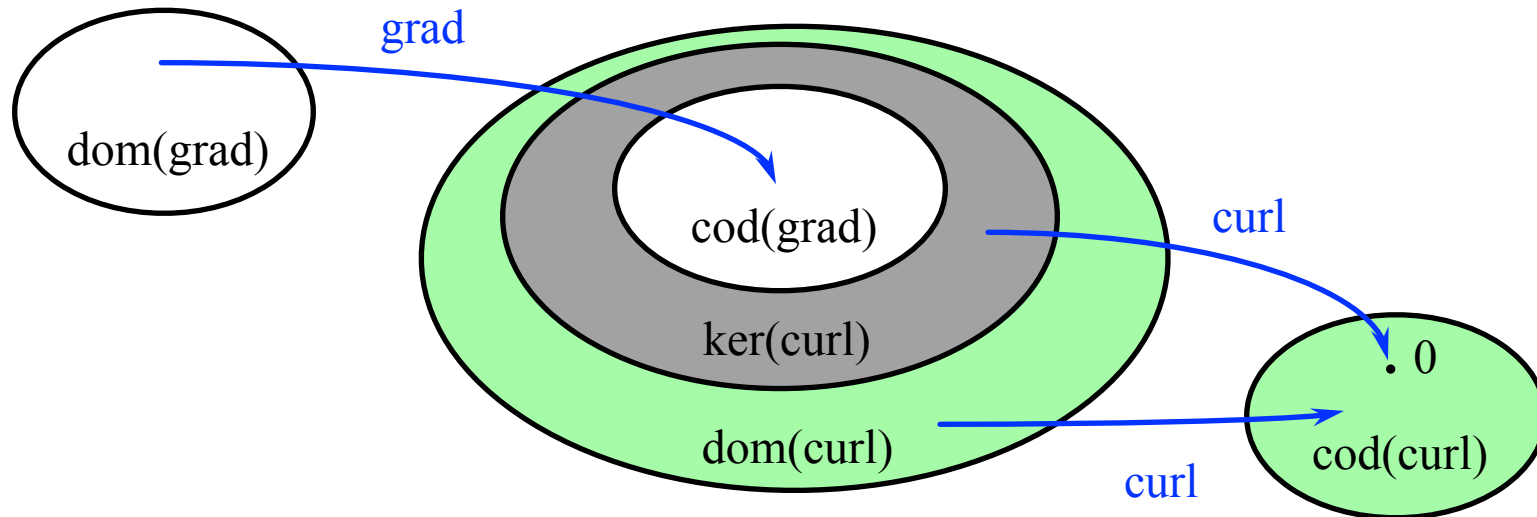 grad
dom(grad)
cod(grad)
curl
ker(curl)
0
dom(curl)
cod(curl)
curl